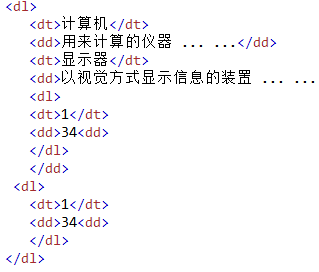 <dl>
<dt>计算机</dt>
<dd>用来计算的仪器 ... ...</dd>
<dt>显示器</dt>
<dd>以视觉方式显示信息的装置 ... ...
<dl>
<dt>1</dt>
<dd>34<dd>
</dl>
</dd>
<dl>
<dt>1</dt>
<dd>34<dd>
</dl>
</dl>